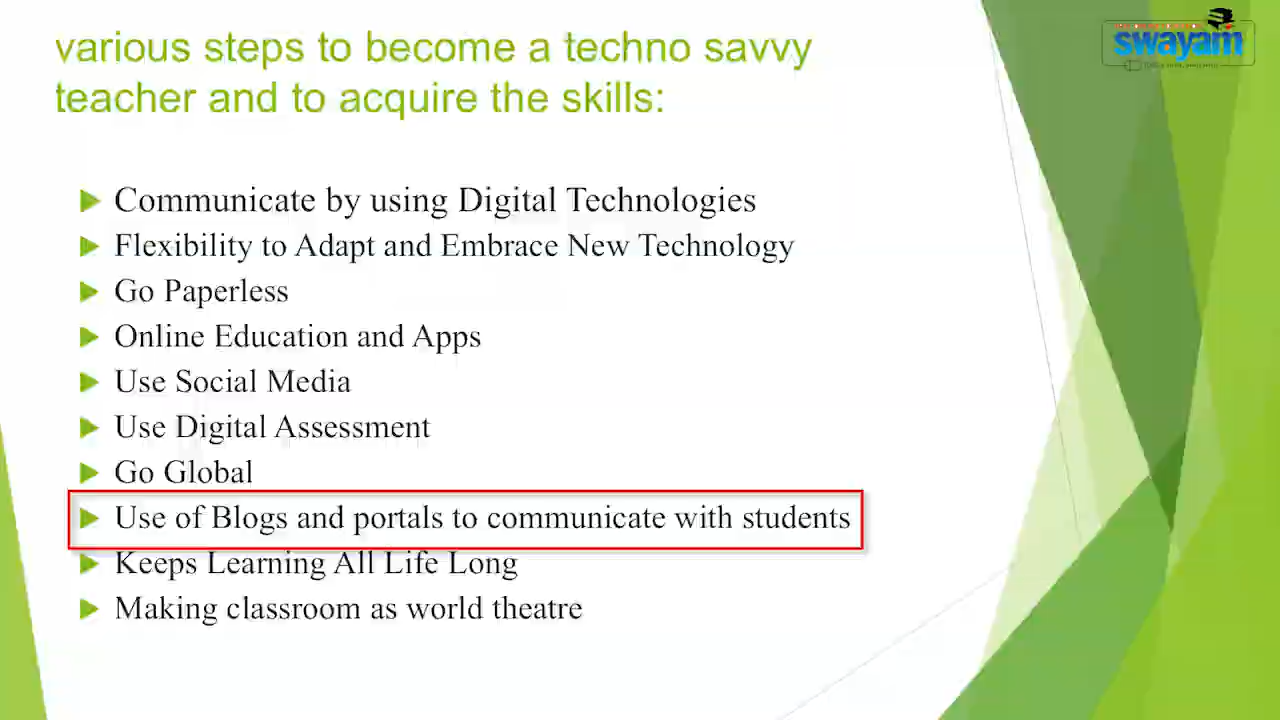 various steps to become a techno savvy
teacher and to acquire the skills:
swayam
Communicate by using Digital Technologies
Flexibility to Adapt and Embrace New Technology
Go Paperless
Online Education and Apps
Use Social Media
Use Digital Assessment
Go Global
Use of Blogs and portals to communicate with students
Keeps Learning All Life Long
Making classroom as world theatre